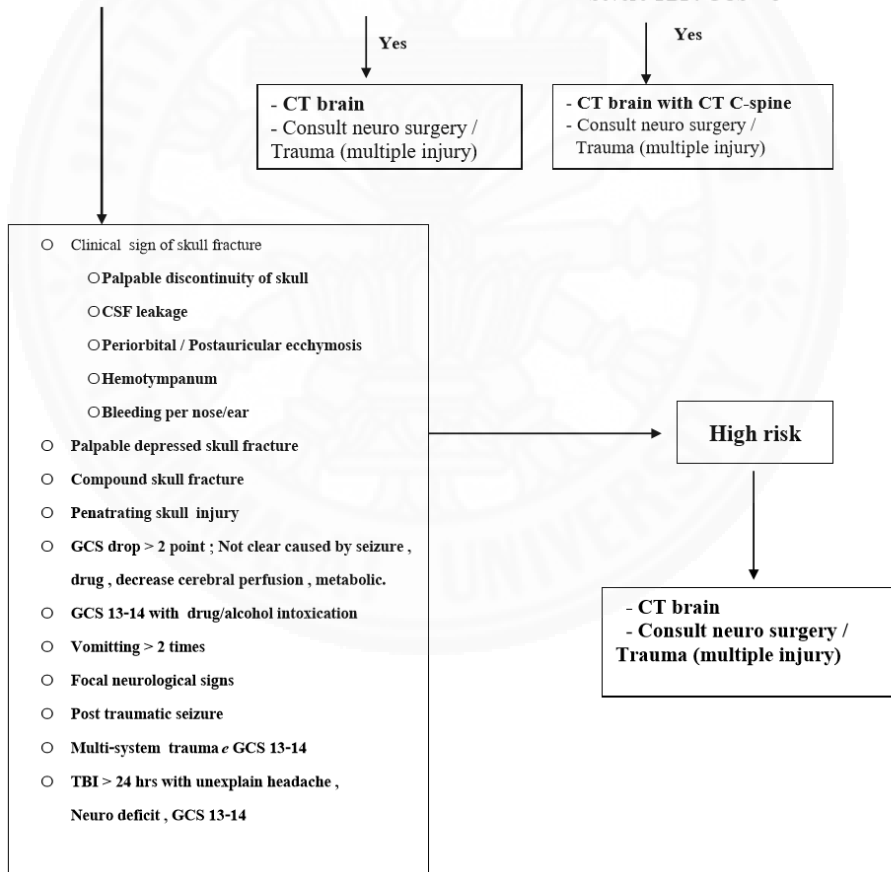 Yes
Yes
- CT brain
- Consult neuro surgery /
Trauma (multiple injury)
- CT brain with CT C-spine
- Consult neuro surgery /
Trauma (multiple injury)
O Clinical sign of skull fracture
O Palpable discontinuity of skull
O CSF leakage
O Periorbital / Postauricular ecchymosis
O Hemotympanum
O Bleeding per nose/ear
O Palpable depressed skull fracture
O Compound skull fracture
O Penatrating skull injury
O GCS drop > 2 point ; Not clear caused by seizure ,
drug , decrease cerebral perfusion , metabolic.
O GCS 13-14 with drug/alcohol intoxication
O Vomitting > 2 times
O Focal neurological signs
O Post traumatic seizure
O Multi-system trauma e GCS 13-14
O TBI > 24 hrs with unexplain headache ,
Neuro deficit , GCS 13-14
High risk
- CT brain
- Consult neuro surgery /
Trauma (multiple injury)
UNIVERSITY